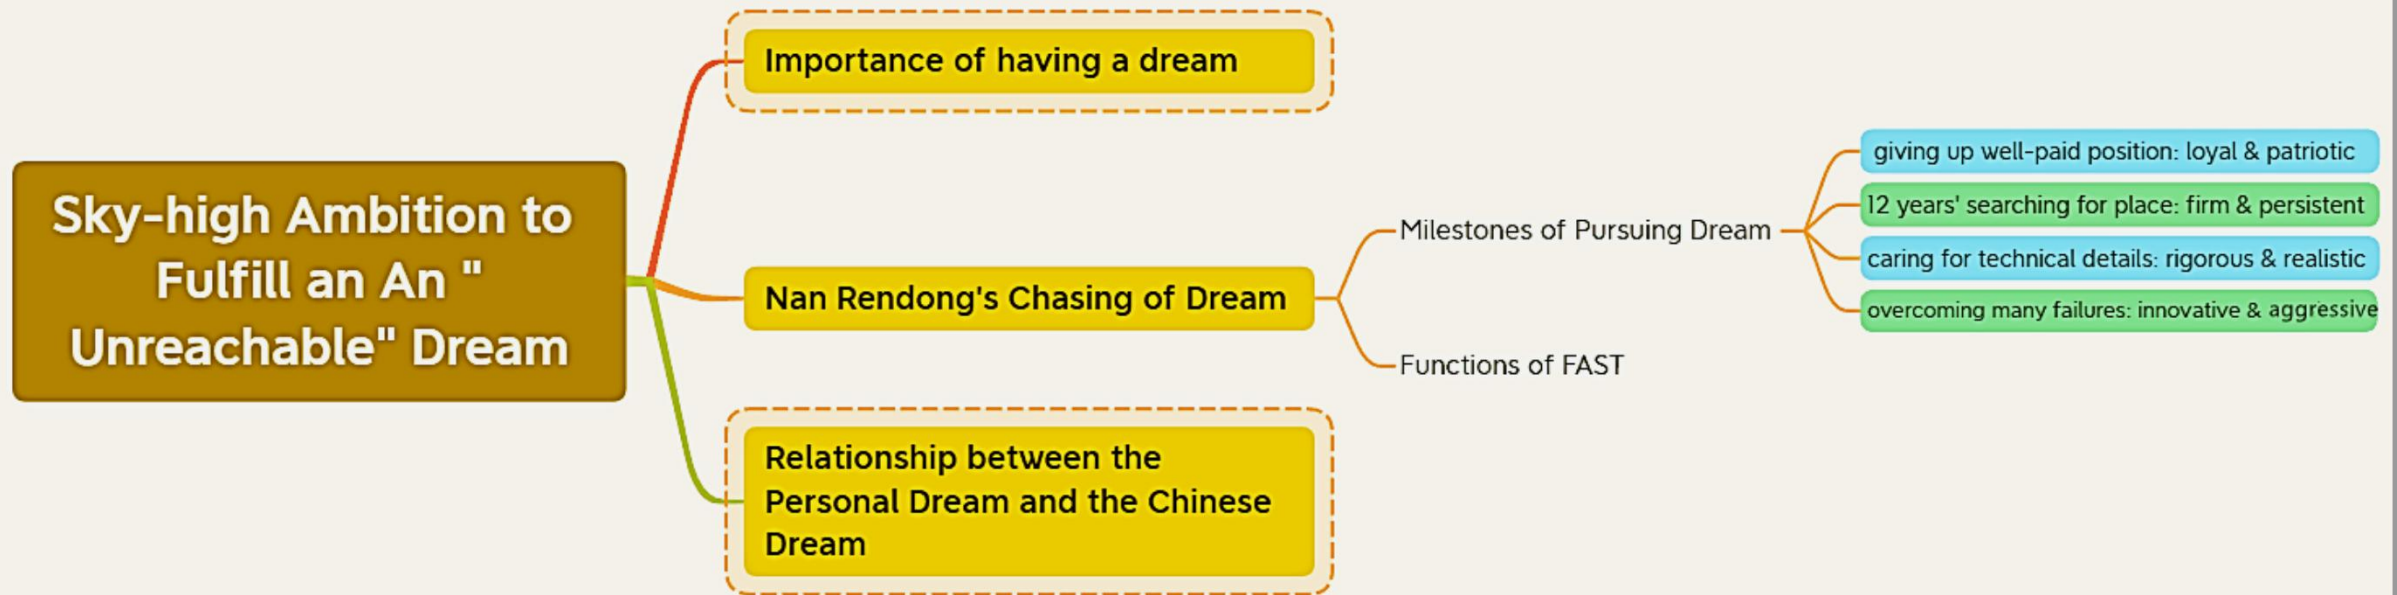 Sky-high Ambition to
Fulfill an An "
Unreachable" Dream
Importance of having a dream
Nan Rendong's Chasing of Dream
Milestones of Pursuing Dream
giving up well-paid position: loyal & patriotic
12 years' searching for place: firm & persistent
caring for technical details: rigorous & realistic
overcoming many failures: innovative & aggressive
Functions of FAST
Relationship between the
Personal Dream and the Chinese
Dream